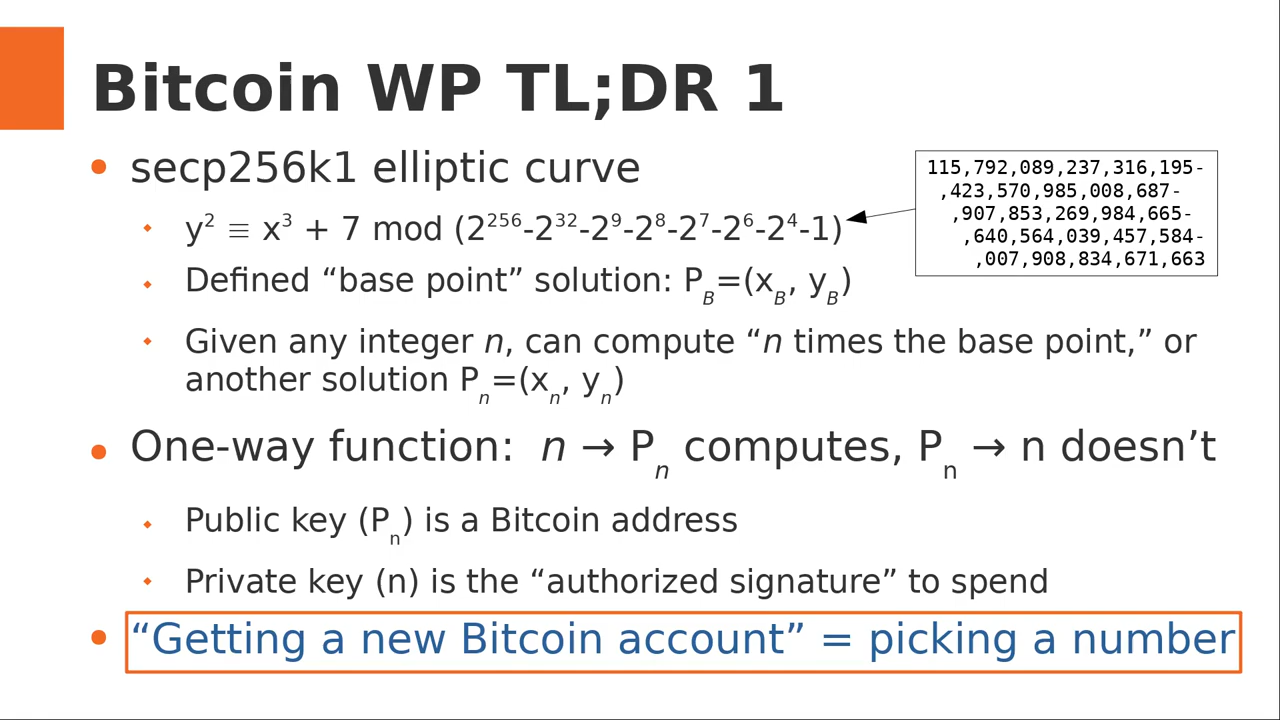 Bitcoin WP TL;DR 1
• secp256k1 elliptic curve
y² ≡ x³ + 7 mod (2²⁵⁶-2³²-2⁹-2⁸-2⁷-2⁶-2⁴-1)
115,792,089,237,316,195-
,423,570,985,008,687-
,907,853,269,984,665-
,640,564,039,457,584-
,007,908,834,671,663
Defined “base point” solution: P_B=(x_B, y_B)
Given any integer n, can compute “n times the base point,” or
another solution P_n=(x_n, y_n)
• One-way function: n → P_n computes, P_n → n doesn’t
Public key (P_n) is a Bitcoin address
Private key (n) is the “authorized signature” to spend
• “Getting a new Bitcoin account” = picking a number